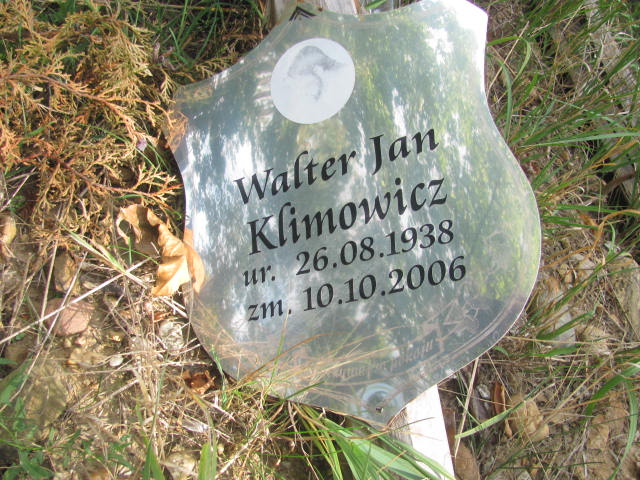 Walter Jan
Klimowicz
ur. 26.08.1938
zm. 10.10.2006